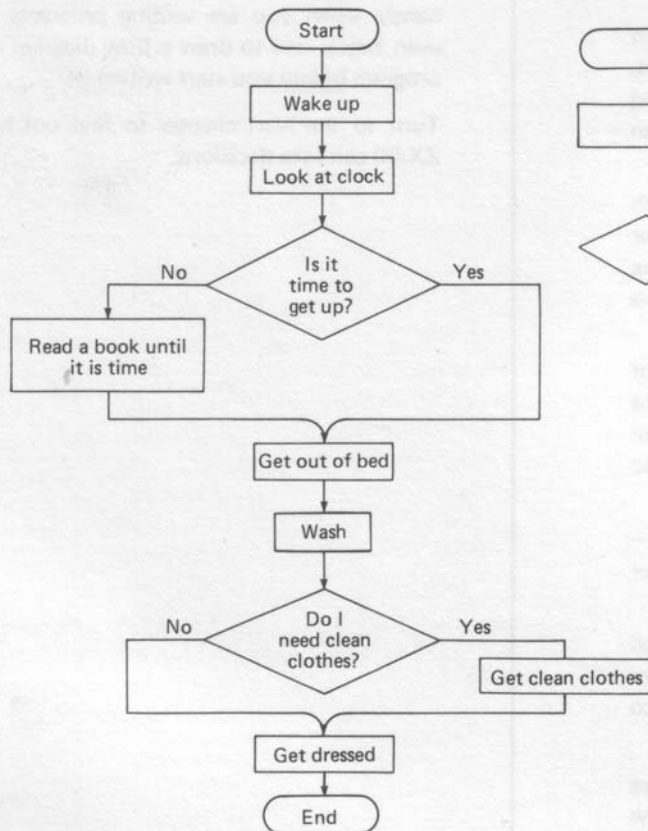 Start
Wake up
Look at clock
Is it
time to
get up?
No
Yes
Read a book until
it is time
Get out of bed
Wash
Do I
need clean
clothes?
No
Yes
Get clean clothes
Get dressed
End